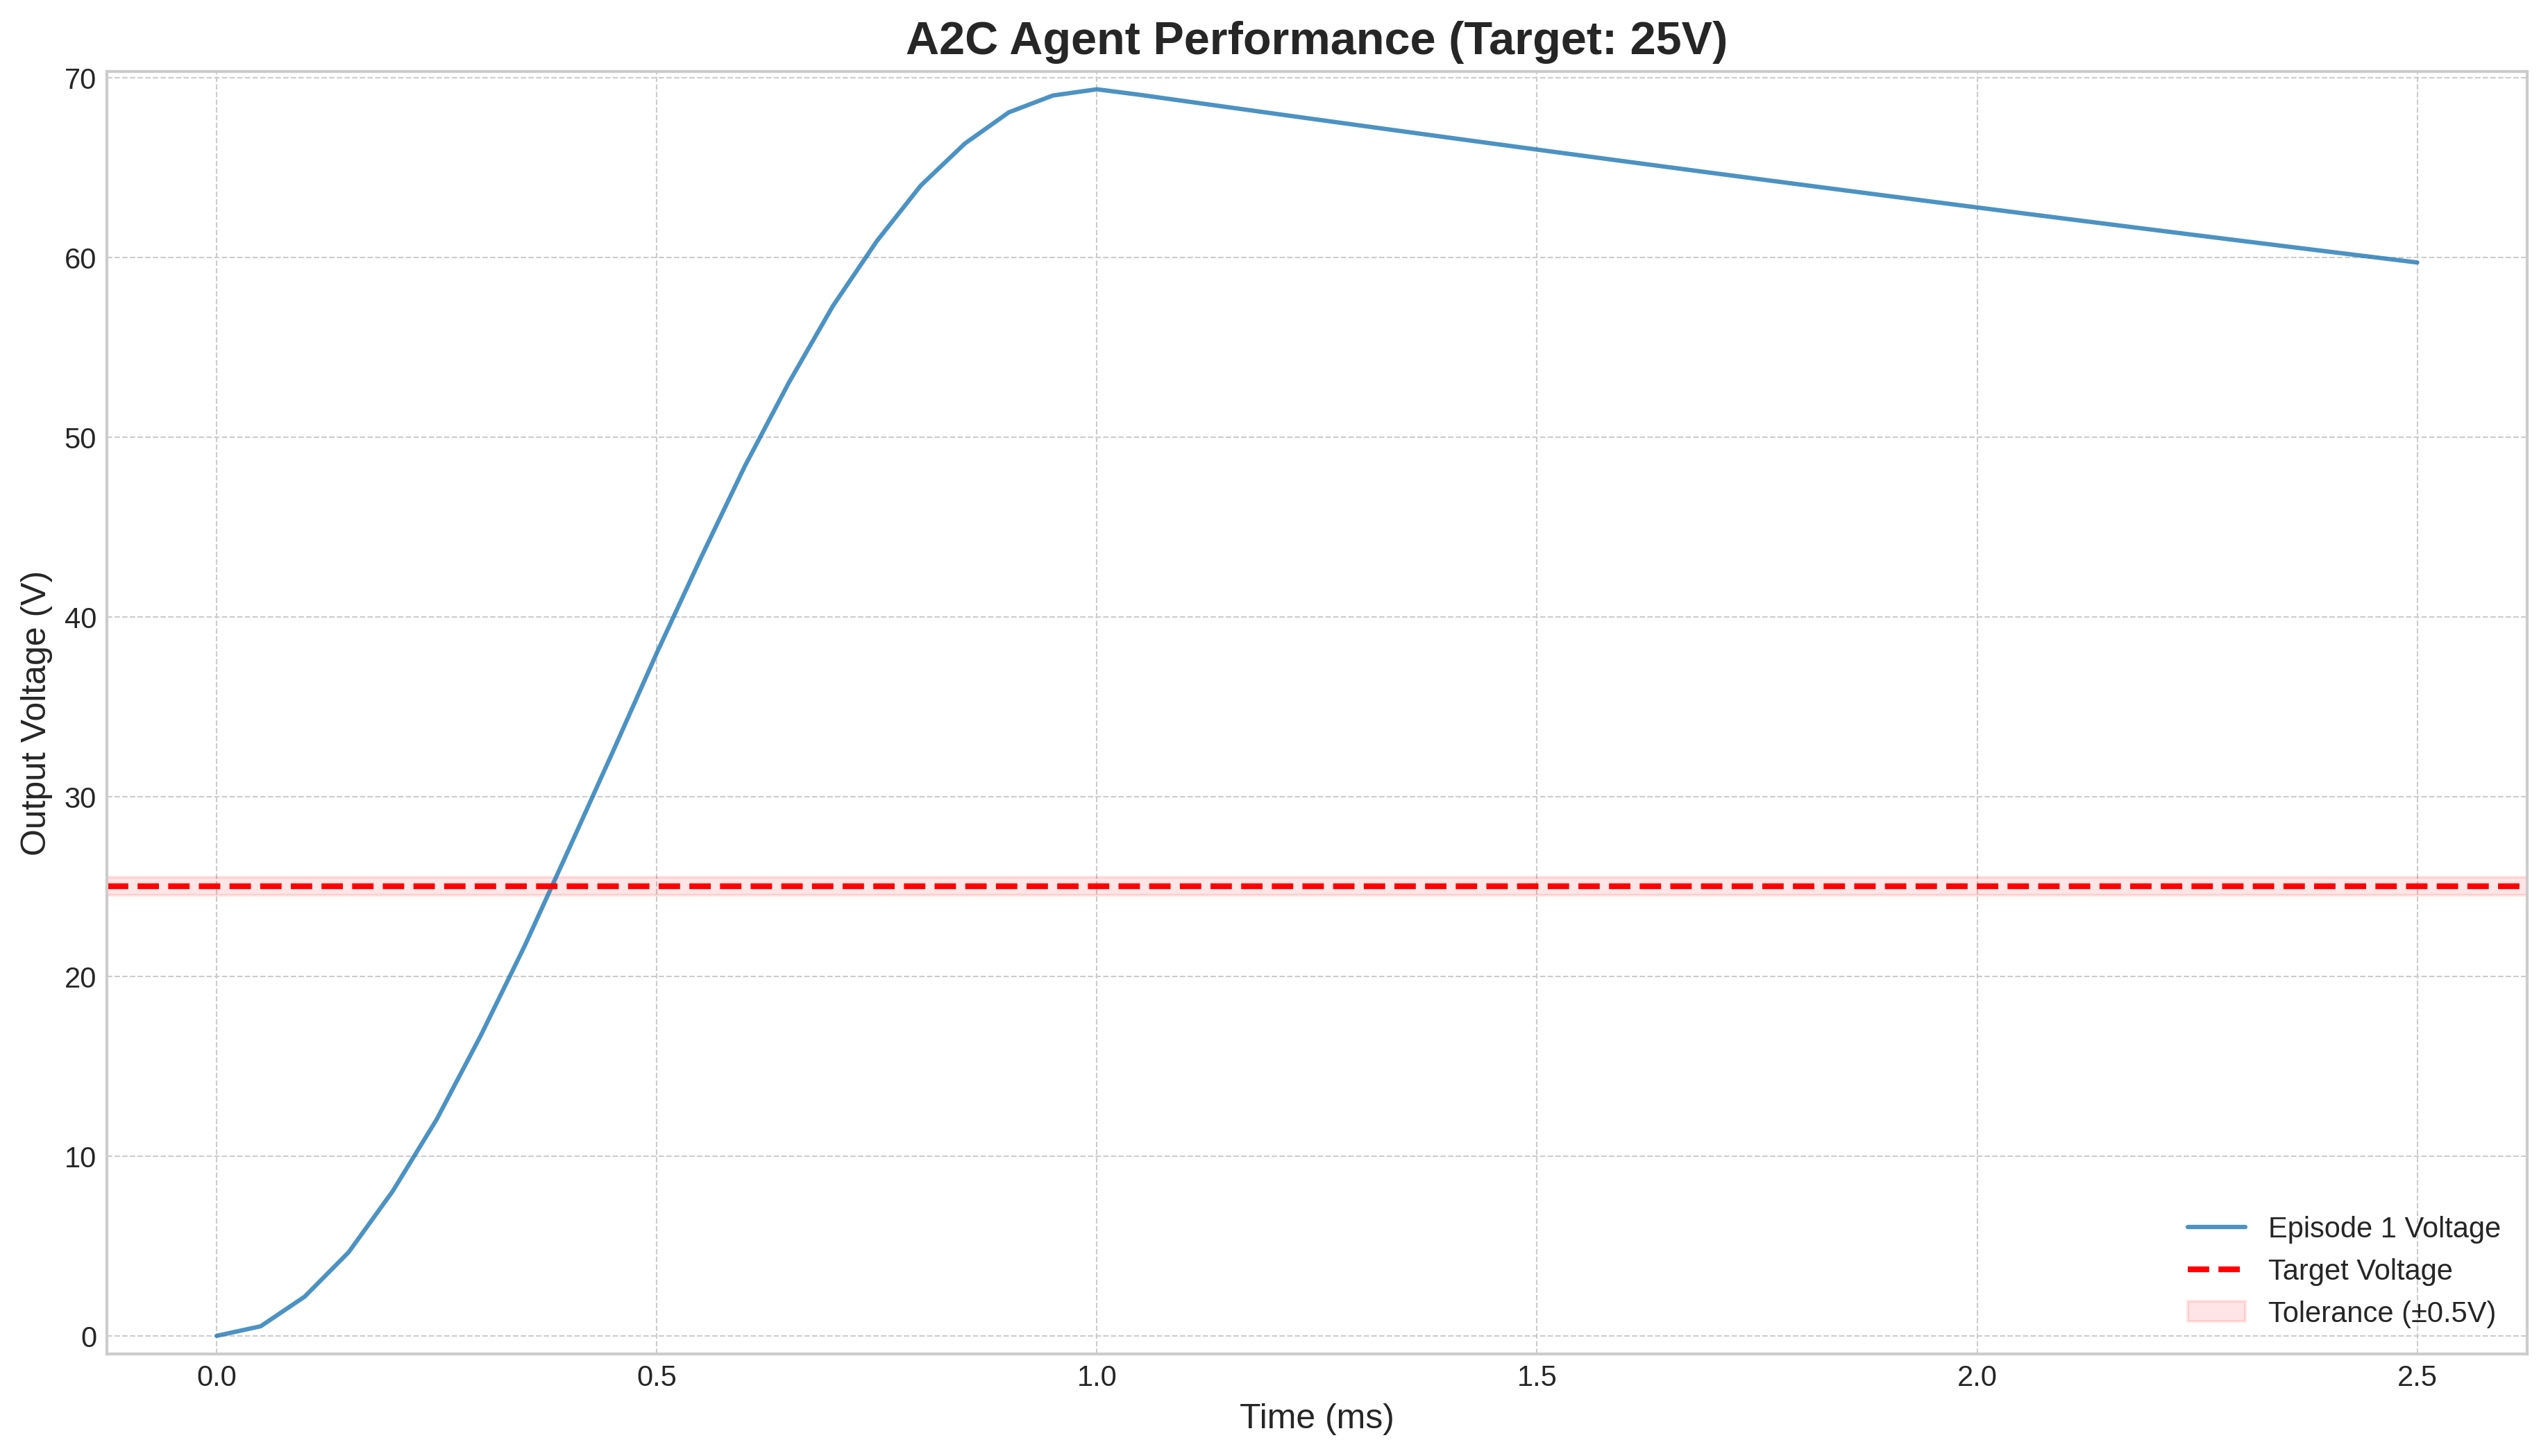 A2C Agent Performance (Target: 25V)
70
60
50
40
30
20
10
0
Output Voltage (V)
0.0 0.5 1.0 1.5 2.0 2.5
Time (ms)
Episode 1 Voltage
Target Voltage
Tolerance (±0.5V)